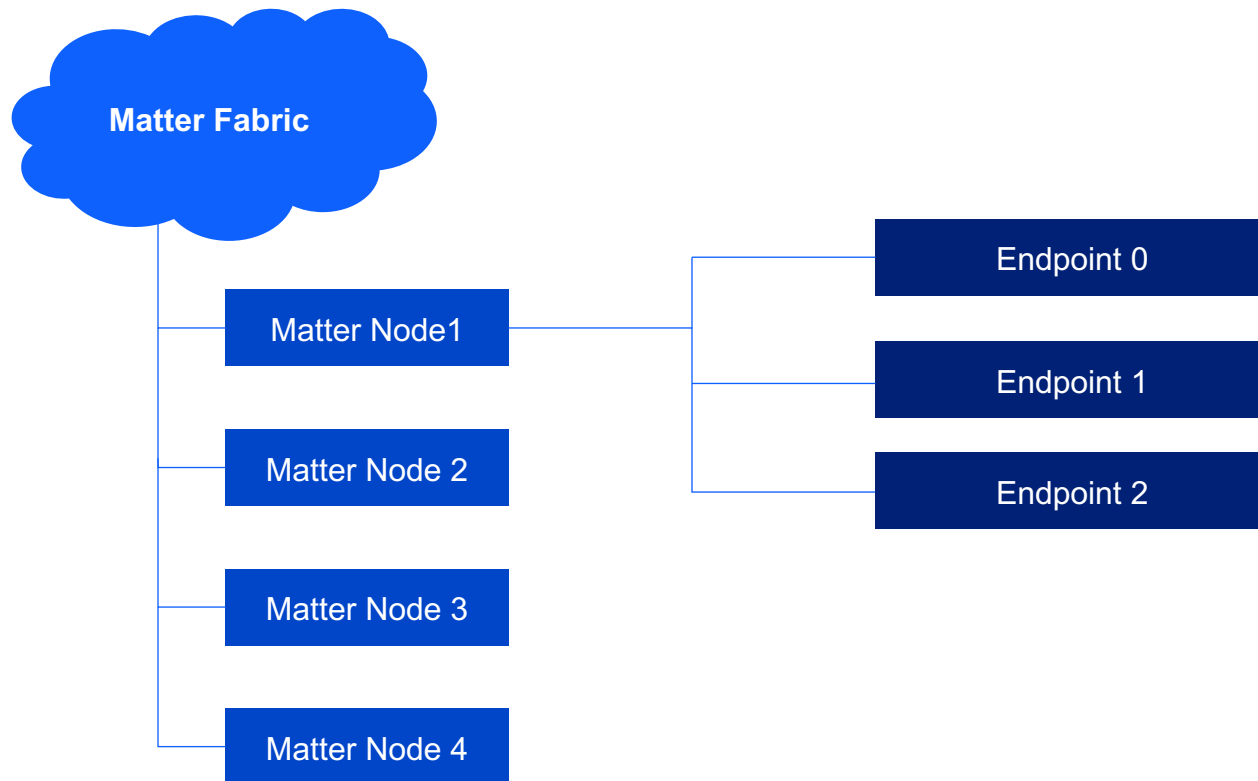 Matter Fabric
Endpoint 0
Matter Node1
Endpoint 1
Matter Node 2
Endpoint 2
Matter Node 3
Matter Node 4